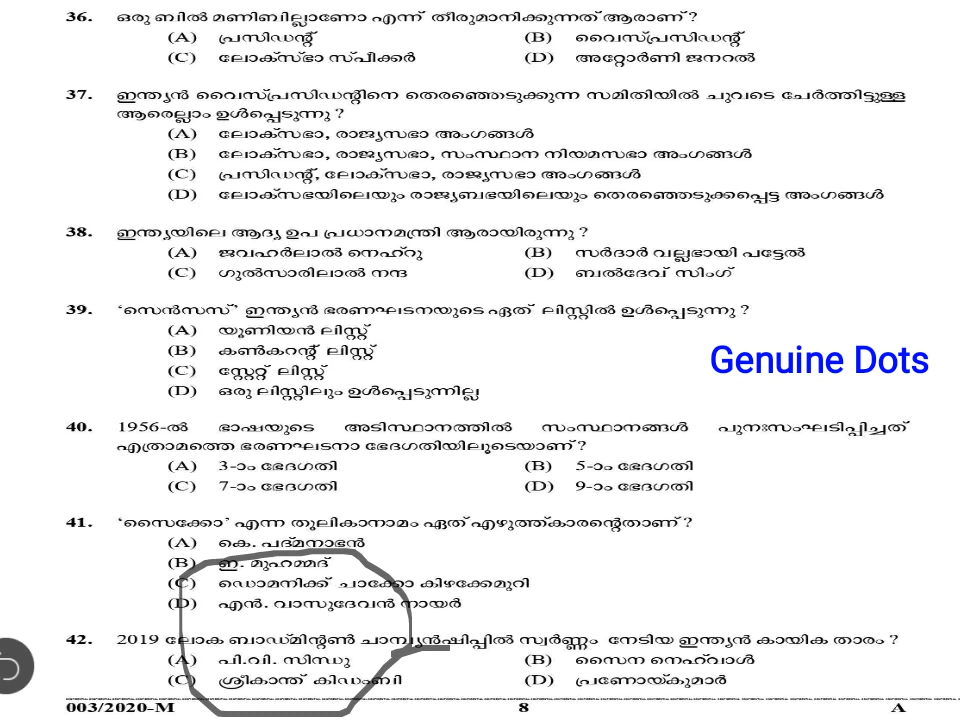 36. ഒരു ബിൽ മണിബില്ലാണോ എന്ന് തീരുമാനിക്കുന്നത് ആരാണ് ?
(A) പ്രസിഡന്റ് (B) വൈസ്പ്രസിഡന്റ്
(C) ലോക്സ്ഭാ സ്പീക്കർ (D) അറ്റോർണി ജനറൽ
37. ഇന്ത്യൻ വൈസ്പ്രസിഡന്റിനെ തെരഞ്ഞെടുക്കുന്ന സമിതിയിൽ ചുവടെ ചേർത്തിട്ടുള്ള
ആരെല്ലാം ഉൾപ്പെടുന്നു ?
(A) ലോക്സഭാ, രാജ്യസഭാ അംഗങ്ങൾ
(B) ലോക്സഭാ, രാജ്യസഭാ, സംസ്ഥാന നിയമസഭാ അംഗങ്ങൾ
(C) പ്രസിഡന്റ്, ലോക്സഭാ, രാജ്യസഭാ അംഗങ്ങൾ
(D) ലോക്സഭയിലെയും രാജ്യബഭയിലെയും തെരഞ്ഞെടുക്കപ്പെട്ട അംഗങ്ങൾ
38. ഇന്ത്യയിലെ ആദ്യ ഉപ പ്രധാനമന്ത്രി ആരായിരുന്നു ?
(A) ജവഹർലാൽ നെഹ്റു (B) സർദാർ വല്ലഭായി പട്ടേൽ
(C) ഗുൽസാരിലാൽ നന്ദ (D) ബൽദേവ് സിംഗ്
39. 'സെൻസസ്' ഇന്ത്യൻ ഭരണഘടനയുടെ ഏത് ലിസ്റ്റിൽ ഉൾപ്പെടുന്നു ?
(A) യൂണിയൻ ലിസ്റ്റ്
(B) കൺകറന്റ് ലിസ്റ്റ്
(C) സ്റ്റേറ്റ് ലിസ്റ്റ്
(D) ഒരു ലിസ്റ്റിലും ഉൾപ്പെടുന്നില്ല
Genuine Dots
40. 1956-ൽ ഭാഷയുടെ അടിസ്ഥാനത്തിൽ സംസ്ഥാനങ്ങൾ പുനഃസംഘടിപ്പിച്ചത്
എത്രാമത്തെ ഭരണഘടനാ ഭേദഗതിയിലൂടെയാണ് ?
(A) 3-ാം ഭേദഗതി (B) 5-ാം ഭേദഗതി
(C) 7-ാം ഭേദഗതി (D) 9-ാം ഭേദഗതി
41. 'സൈക്കോ' എന്ന തൂലികാനാമം ഏത് എഴുത്ത്കാരന്റെതാണ് ?
(A) കെ. പദ്മനാഭൻ
(B) ഇ. മുഹമ്മദ്
(C) ഡൊമനിക്ക് ചാക്കോ കിഴക്കേമുറി
(D) എൻ. വാസുദേവൻ നായർ
42. 2019 ലോക ബാഡ്മിന്റൺ ചാമ്പ്യൻഷിപ്പിൽ സ്വർണ്ണം നേടിയ ഇന്ത്യൻ കായിക താരം ?
(A) പി.വി. സിന്ധു (B) സൈന നെഹ്‌വാൾ
(C) ശ്രീകാന്ത് കിഡംബി (D) പ്രണോയ്കുമാർ
003/2020-M 8 A